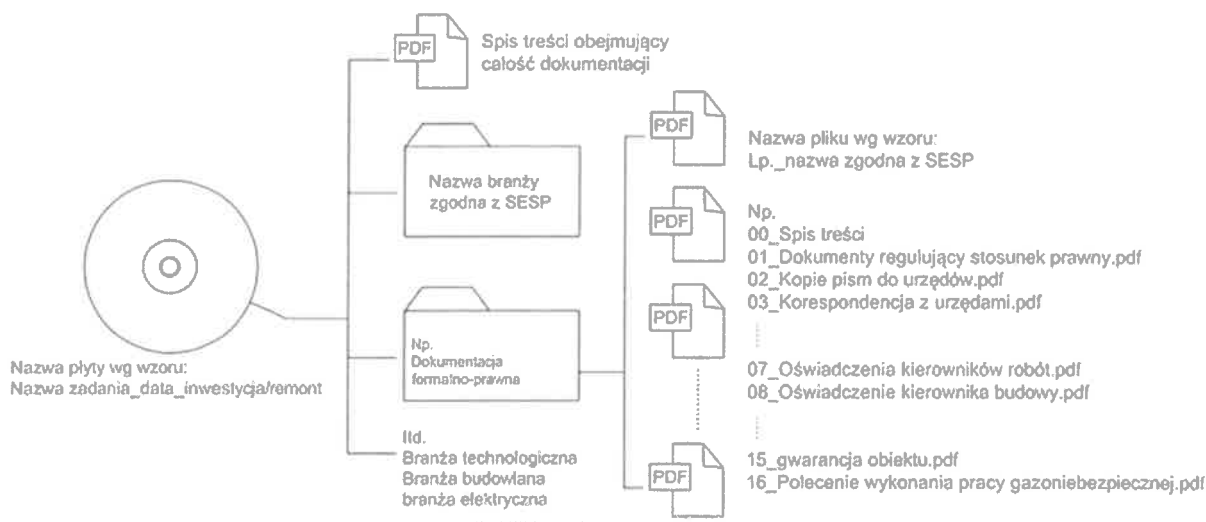 PDF
Spis treści obejmujący
całość dokumentacji
Nazwa branży
zgodna z SESP
Nazwa płyty wg wzoru:
Nazwa zadania_data_inwestycja/remont
Np.
Dokumentacja
formalno-prawna
Itd.
Branża technologiczna
Branża budowlana
branża elektryczna
PDF
Nazwa pliku wg wzoru:
Lp._nazwa zgodna z SESP
PDF
Np.
00_Spis treści
01_Dokumenty regulujący stosunek prawny.pdf
02_Kopie pism do urzędów.pdf
03_Korespondencja z urzędami.pdf
PDF
07_Oświadczenia kierowników robót.pdf
08_Oświadczenie kierownika budowy.pdf
PDF
15_gwarancja obiektu.pdf
16_Polecenie wykonania pracy gazoniebezpiecznej.pdf